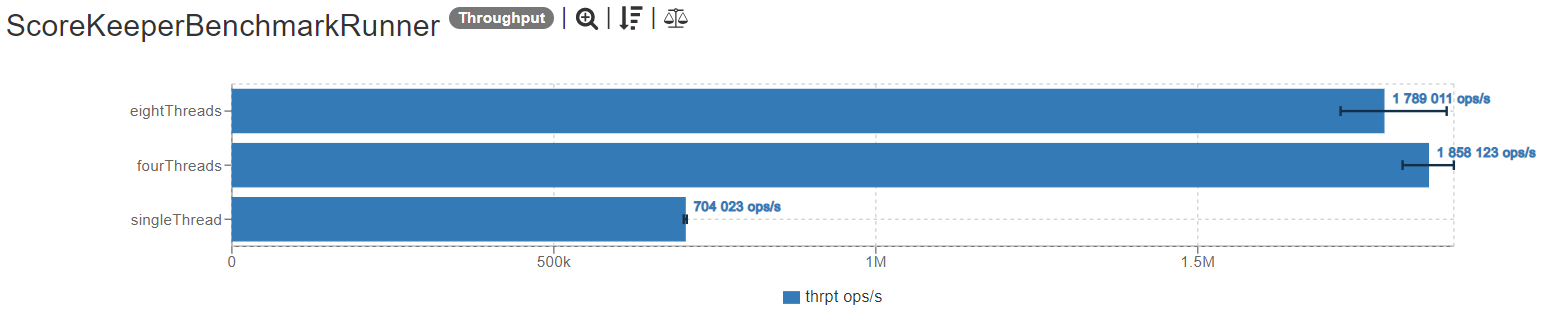 ScoreKeeperBenchmarkRunner Throughput | | |
eightThreads 1 789 011 ops/s
fourThreads 1 858 123 ops/s
singleThread 704 023 ops/s
0 500k 1M 1.5M
thrpt ops/s